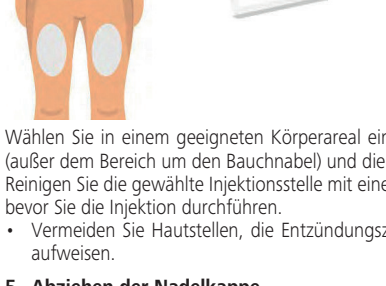 Wählen Sie in einem geeigneten Körperareal ein
(außer dem Bereich um den Bauchnabel) und die
Reinigen Sie die gewählte Injektionsstelle mit eine
bevor Sie die Injektion durchführen.
• Vermeiden Sie Hautstellen, die Entzündungsz
aufweisen.
5. Abziehen der Nadelkappe